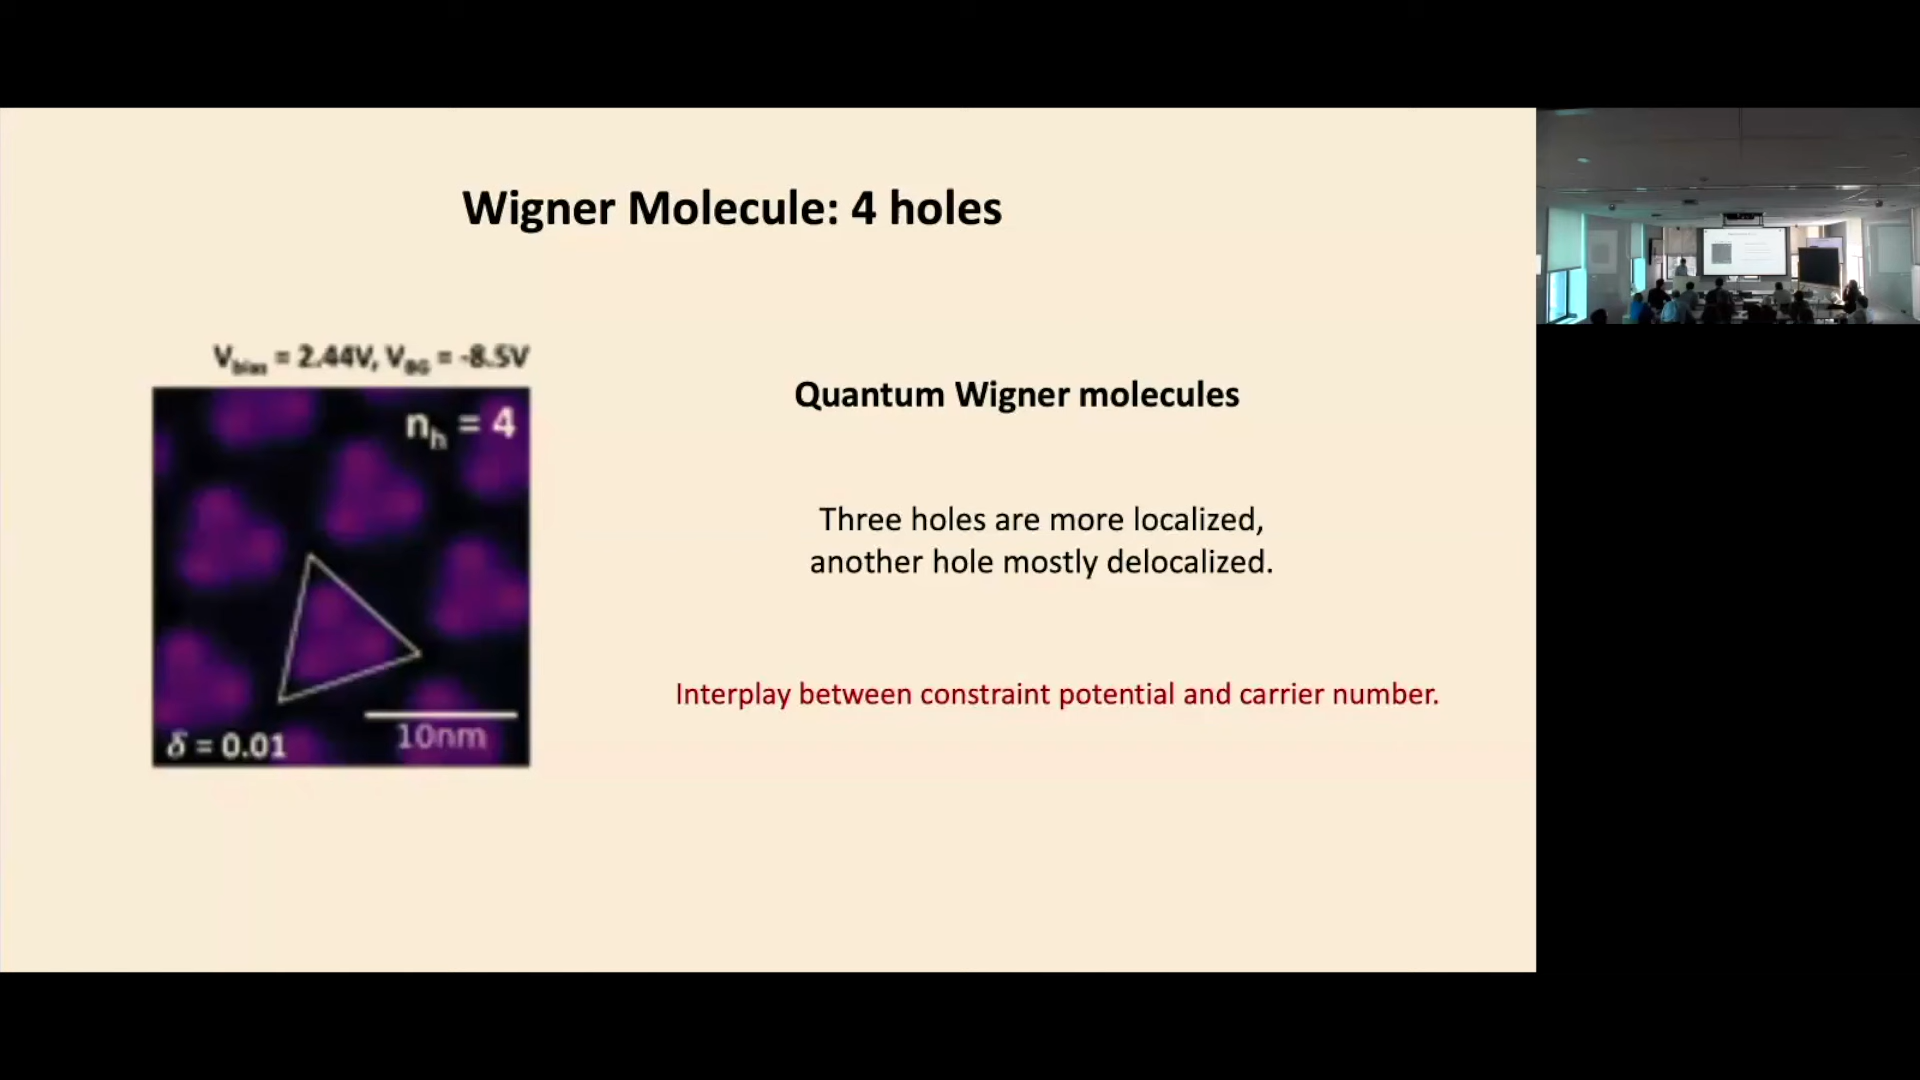 Wigner Molecule: 4 holes
V_bias = 2.44V, V_BG = -8.5V
n_h = 4
δ = 0.01
10nm
Quantum Wigner molecules
Three holes are more localized,
another hole mostly delocalized.
Interplay between constraint potential and carrier number.